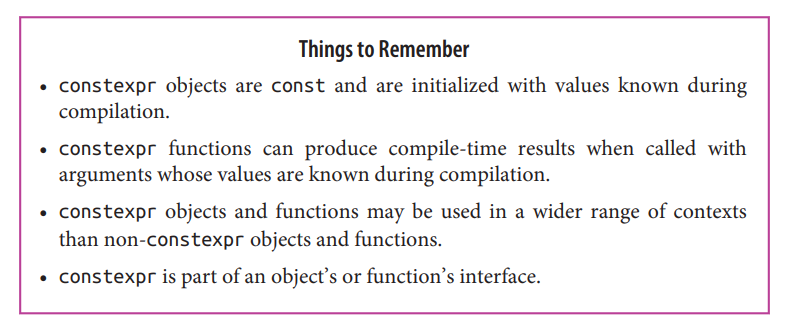 Things to Remember
• constexpr objects are const and are initialized with values known during
compilation.
• constexpr functions can produce compile-time results when called with
arguments whose values are known during compilation.
• constexpr objects and functions may be used in a wider range of contexts
than non-constexpr objects and functions.
• constexpr is part of an object’s or function’s interface.